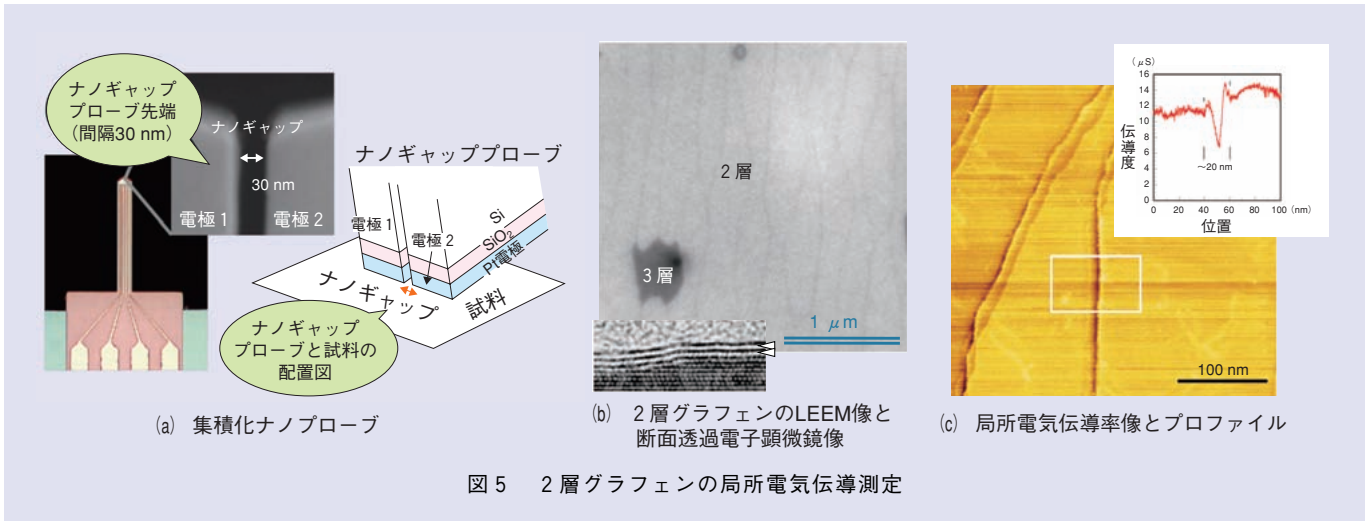 ナノギャップ
プローブ先端
（間隔30 nm）
ナノギャップ
30 nm
電極 1
電極 2
ナノギャッププローブ
電極 1
電極 2
Si
SiO₂
Pt電極
ナノギャップ
試料
ナノギャップ
プローブと試料の
配置図
(a) 集積化ナノプローブ
2 層
3 層
1 μm
(b) 2 層グラフェンのLEEM像と
断面透過電子顕微鏡像
（μS）
16
14
12
10
8
6
4
2
0
伝導度
～20 nm
0 20 40 60 80 100（nm）
位置
100 nm
(c) 局所電気伝導率像とプロファイル
図 5 2 層グラフェンの局所電気伝導測定